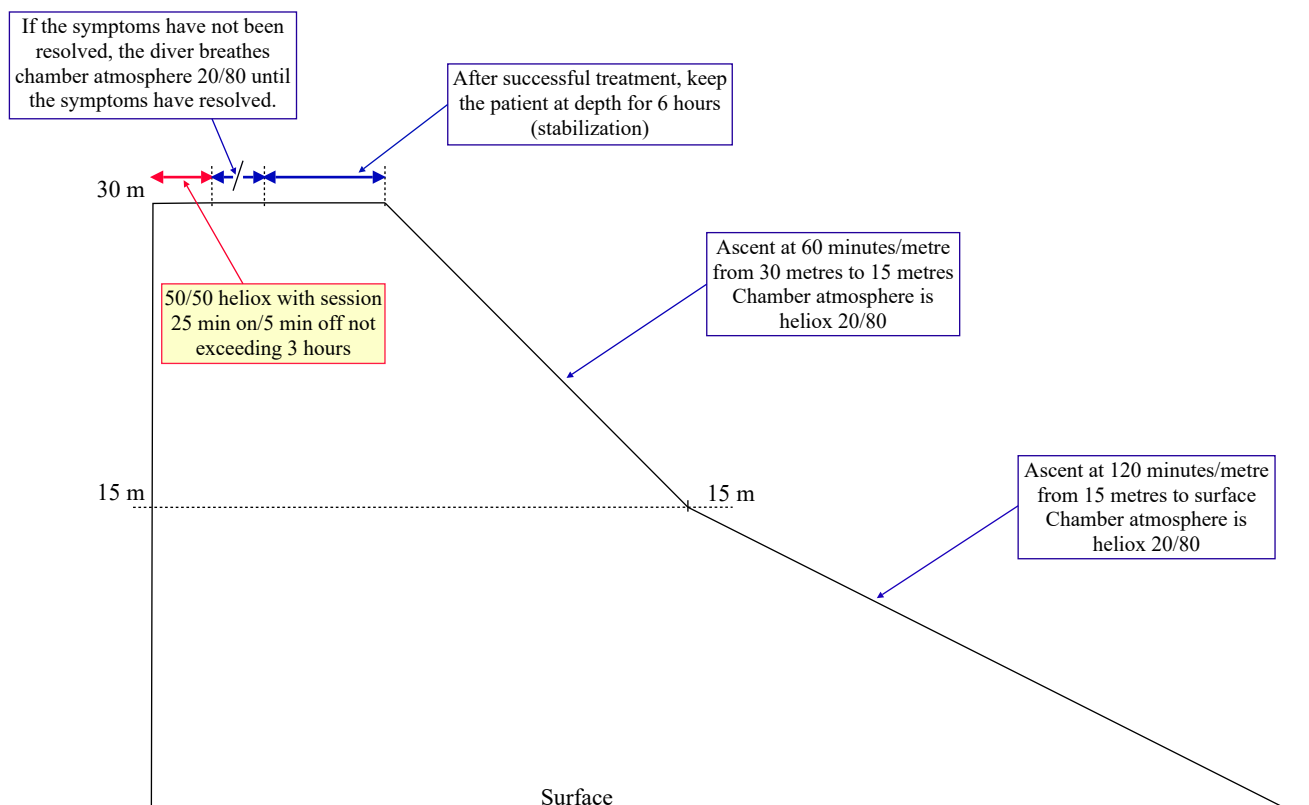 If the symptoms have not been
resolved, the diver breathes
chamber atmosphere 20/80 until
the symptoms have resolved.
After successful treatment, keep
the patient at depth for 6 hours
(stabilization)
30 m
50/50 heliox with session
25 min on/5 min off not
exceeding 3 hours
Ascent at 60 minutes/metre
from 30 metres to 15 metres
Chamber atmosphere is
heliox 20/80
15 m
15 m
Ascent at 120 minutes/metre
from 15 metres to surface
Chamber atmosphere is
heliox 20/80
Surface